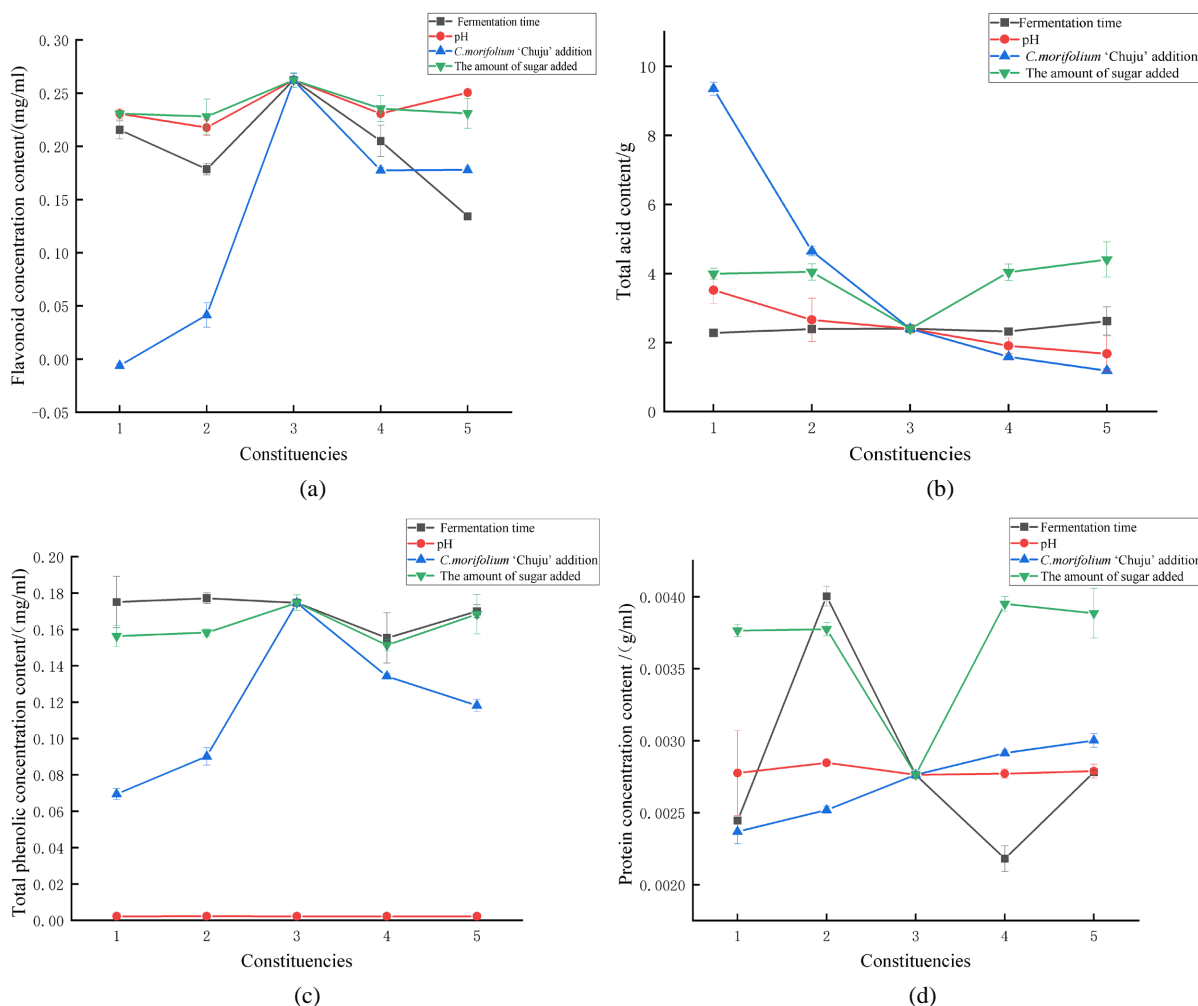 Fermentation time
pH
C.morifolium ‘Chuju’ addition
The amount of sugar added
0.30
0.25
0.20
0.15
0.10
0.05
0.00
-0.05
Flavonoid concentration content/(mg/ml)
1 2 3 4 5
Constituencies
(a)
Fermentation time
pH
C.morifolium ‘Chuju’ addition
The amount of sugar added
10
8
6
4
2
0
Total acid content/g
1 2 3 4 5
Constituencies
(b)
Fermentation time
pH
C.morifolium ‘Chuju’ addition
The amount of sugar added
0.20
0.18
0.16
0.14
0.12
0.10
0.08
0.06
0.04
0.02
0.00
Total phenolic concentration content/(mg/ml)
1 2 3 4 5
Constituencies
(c)
Fermentation time
pH
C.morifolium ‘Chuju’ addition
The amount of sugar added
0.0040
0.0035
0.0030
0.0025
0.0020
Protein concentration content /(g/ml)
1 2 3 4 5
Constituencies
(d)